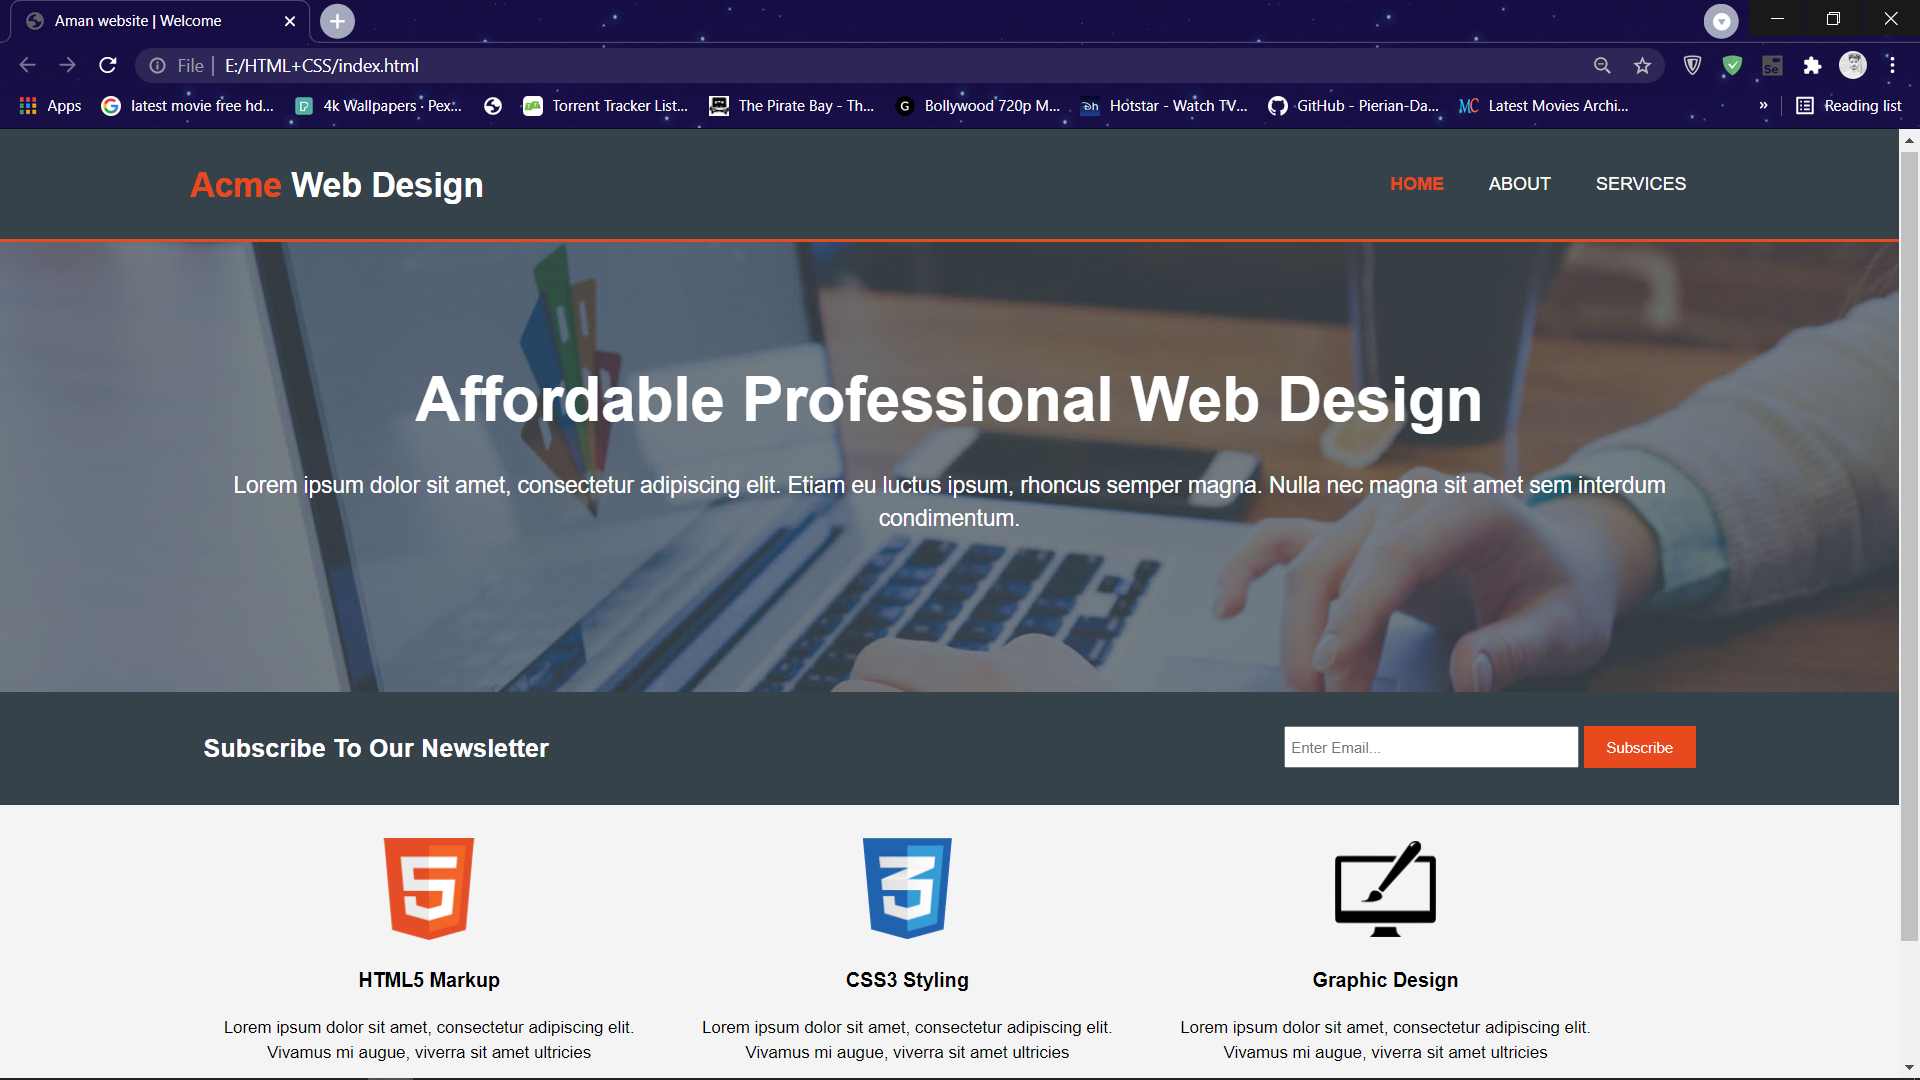 Aman website | Welcome
File | E:/HTML+CSS/index.html
Apps latest movie free hd... 4k Wallpapers · Pex... Torrent Tracker List... The Pirate Bay - Th... G Bollywood 720p M... Hotstar - Watch TV... GitHub - Pierian-Da... MC Latest Movies Archi... » Reading list
Acme Web Design
HOME ABOUT SERVICES
Affordable Professional Web Design
Lorem ipsum dolor sit amet, consectetur adipiscing elit. Etiam eu luctus ipsum, rhoncus semper magna. Nulla nec magna sit amet sem interdum
condimentum.
Subscribe To Our Newsletter
Enter Email... Subscribe
HTML5 Markup
Lorem ipsum dolor sit amet, consectetur adipiscing elit.
Vivamus mi augue, viverra sit amet ultricies
CSS3 Styling
Lorem ipsum dolor sit amet, consectetur adipiscing elit.
Vivamus mi augue, viverra sit amet ultricies
Graphic Design
Lorem ipsum dolor sit amet, consectetur adipiscing elit.
Vivamus mi augue, viverra sit amet ultricies